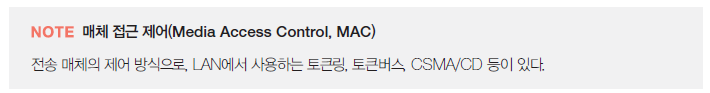 NOTE 매체 접근 제어(Media Access Control, MAC)
전송 매체의 제어 방식으로, LAN에서 사용하는 토큰링, 토큰버스, CSMA/CD 등이 있다.